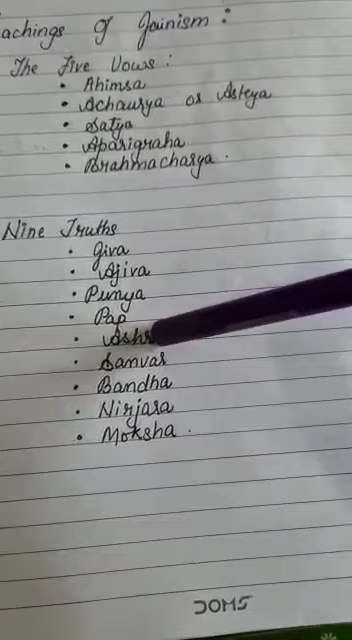 achings of Jainism:
The Five Vows:
• Ahimsa
• Achaurya or Asteya
• Satya
• Aparigraha
• Brahmacharya.
Nine Truths
• Jiva
• Ajiva
• Punya
• Pap
•
• Sanvar
• Bandha
• Nirjara
• Moksha.
DOMS